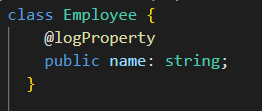 class Employee {
@logProperty
public name: string;
}